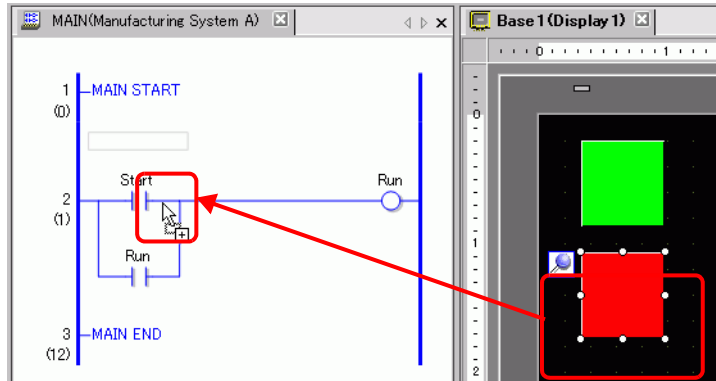 MAIN(Manufacturing System A)
Base 1(Display 1)
0 1
1 MAIN START
(0)
0
Start Run
2
(1)
1
Run
3 MAIN END
(12)
2